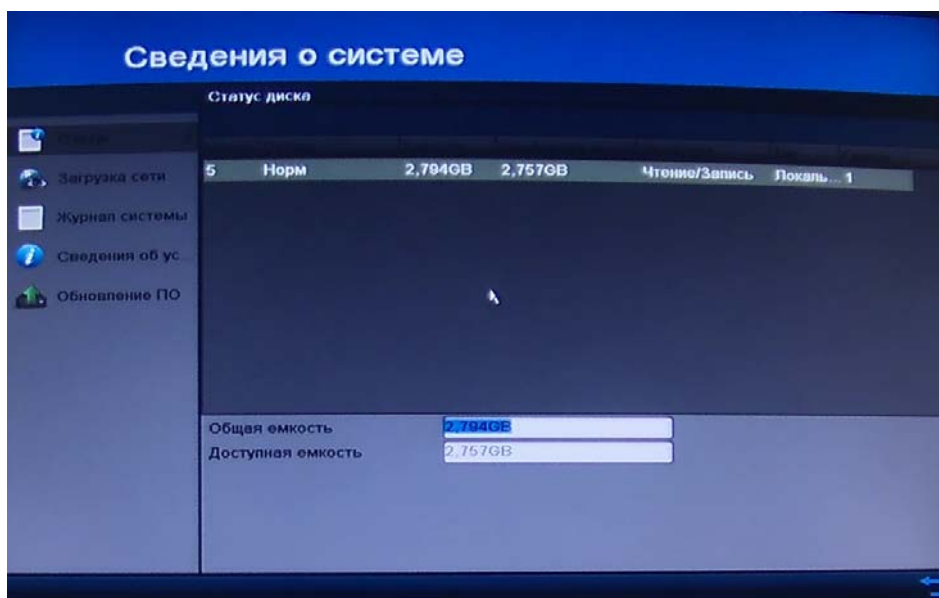 Сведения о системе
Статус диска
5 Норм 2,794GB 2,757GB Чтение/Запись Локаль... 1
Загрузка сети
Журнал системы
Сведения об ус...
Обновление ПО
Общая емкость 2,794GB
Доступная емкость 2,757GB